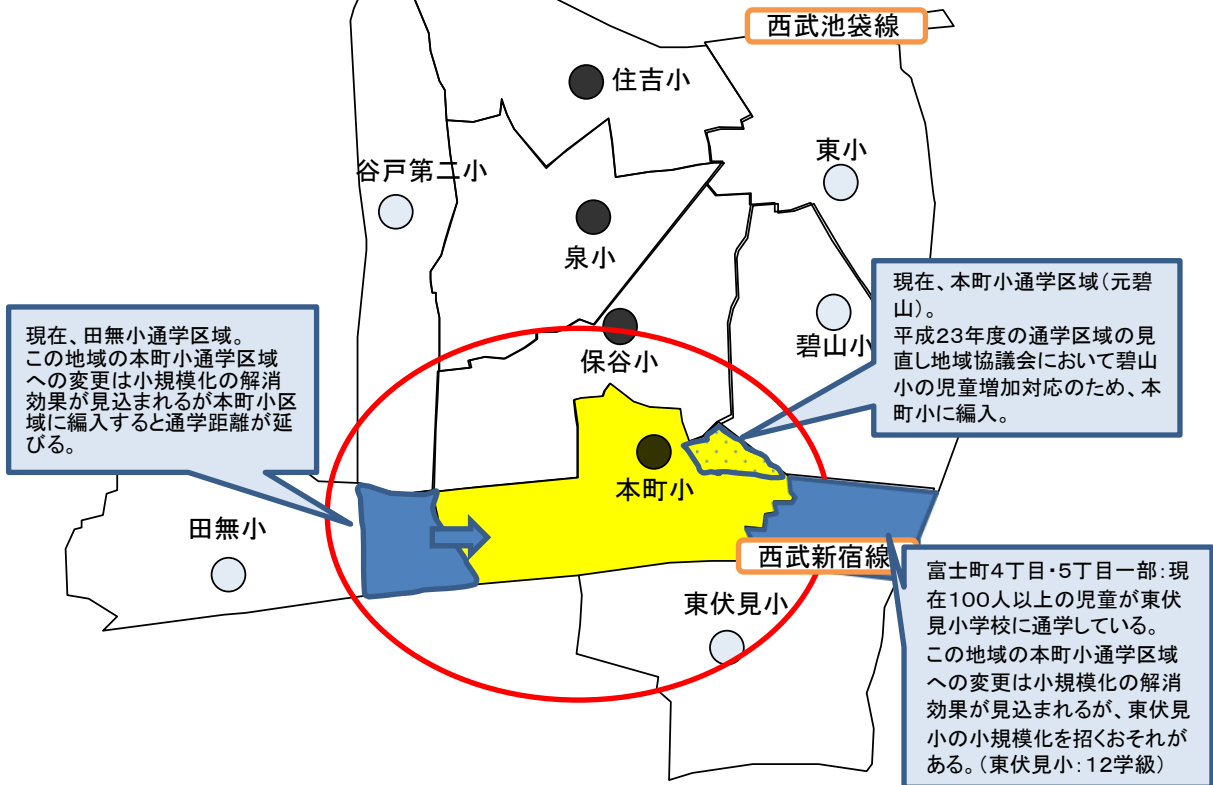 西武池袋線
住吉小
東小
谷戸第二小
泉小
現在、本町小通学区域(元碧
山)。
平成23年度の通学区域の見
直し地域協議会において碧山
小の児童増加対応のため、本
町小に編入。
現在、田無小通学区域。
この地域の本町小通学区域
への変更は小規模化の解消
効果が見込まれるが本町小区
域に編入すると通学距離が延
びる。
碧山小
保谷小
本町小
田無小
西武新宿線
東伏見小
富士町4丁目・5丁目一部:現
在100人以上の児童が東伏
見小学校に通学している。
この地域の本町小通学区域
への変更は小規模化の解消
効果が見込まれるが、東伏見
小の小規模化を招くおそれが
ある。(東伏見小:12学級)